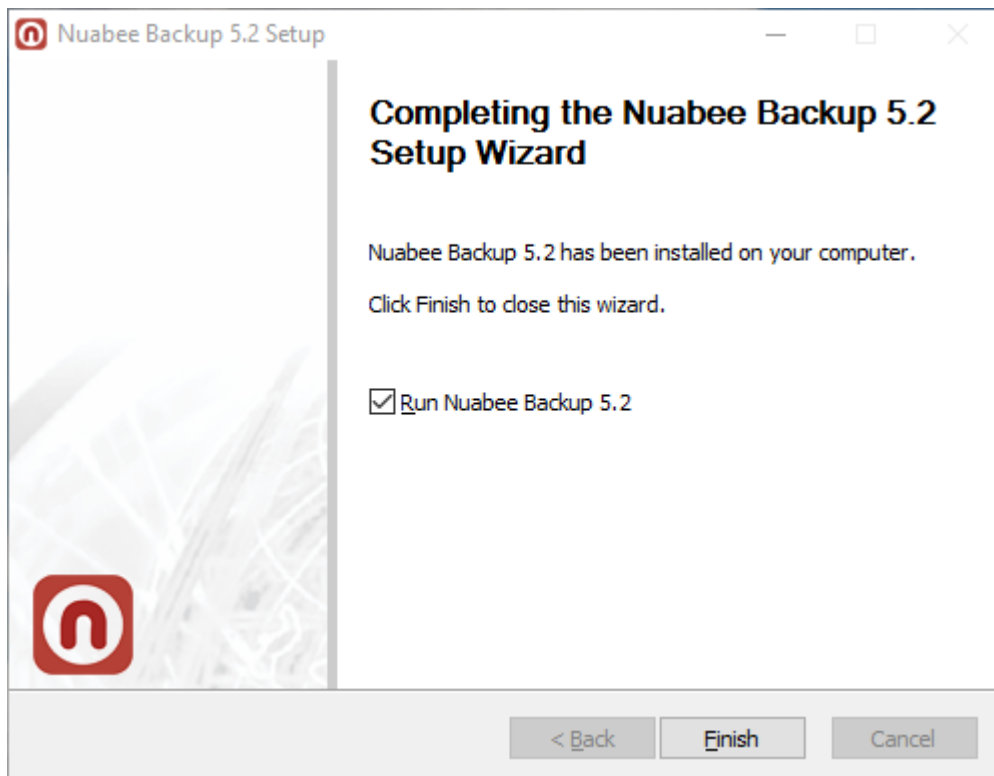 Nuabee Backup 5.2 Setup
Completing the Nuabee Backup 5.2
Setup Wizard
Nuabee Backup 5.2 has been installed on your computer.
Click Finish to close this wizard.
Run Nuabee Backup 5.2
< Back
Finish
Cancel